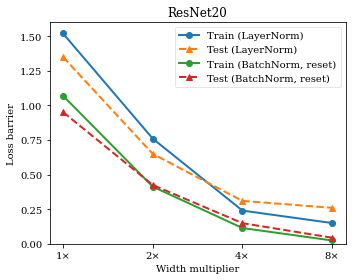 ResNet20
Train (LayerNorm)
Test (LayerNorm)
Train (BatchNorm, reset)
Test (BatchNorm, reset)
Loss barrier
1.50
1.25
1.00
0.75
0.50
0.25
0.00
1× 2× 4× 8×
Width multiplier